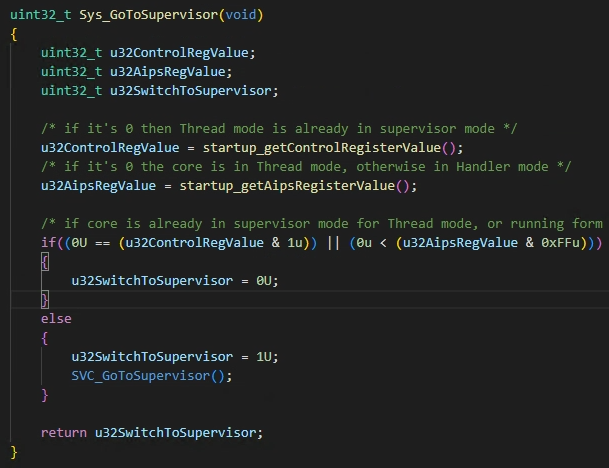 uint32_t Sys_GoToSupervisor(void)
{
    uint32_t u32ControlRegValue;
    uint32_t u32AipsRegValue;
    uint32_t u32SwitchToSupervisor;

    /* if it's 0 then Thread mode is already in supervisor mode */
    u32ControlRegValue = startup_getControlRegisterValue();
    /* if it's 0 the core is in Thread mode, otherwise in Handler mode */
    u32AipsRegValue = startup_getAipsRegisterValue();

    /* if core is already in supervisor mode for Thread mode, or running form
    if((0U == (u32ControlRegValue & 1u)) || (0u < (u32AipsRegValue & 0xFFu)))
    {
        u32SwitchToSupervisor = 0U;
    }
    else
    {
        u32SwitchToSupervisor = 1U;
        SVC_GoToSupervisor();
    }

    return u32SwitchToSupervisor;
}